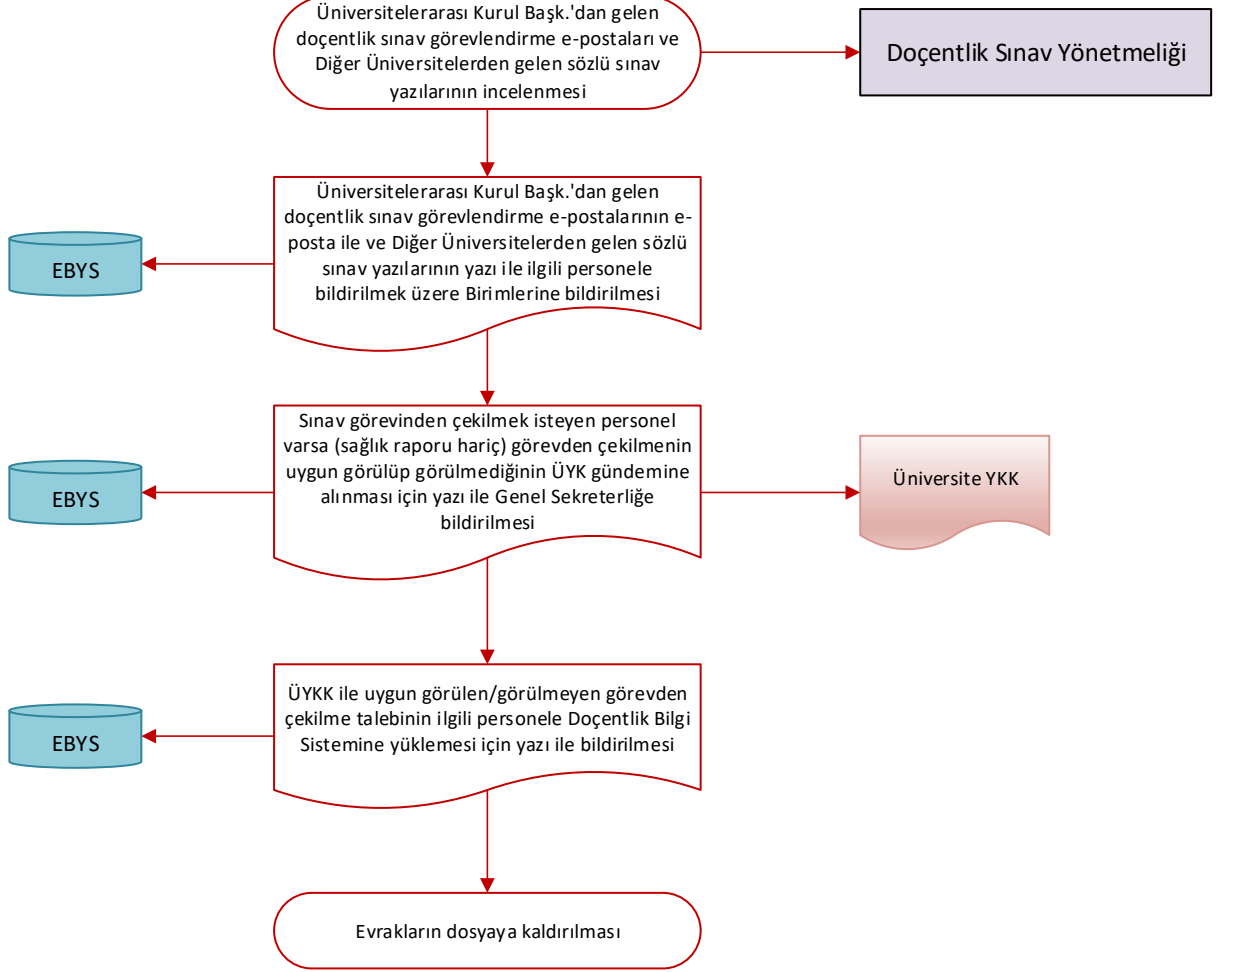 Üniversitelerarası Kurul Başk.'dan gelen
doçentlik sınav görevlendirme e-postaları ve
Diğer Üniversitelerden gelen sözlü sınav
yazılarının incelenmesi
Doçentlik Sınav Yönetmeliği
Üniversitelerarası Kurul Başk.'dan gelen
doçentlik sınav görevlendirme e-postalarının e-
posta ile ve Diğer Üniversitelerden gelen sözlü
sınav yazılarının yazı ile ilgili personele
bildirilmek üzere Birimlerine bildirilmesi
EBYS
Sınav görevinden çekilmek isteyen personel
varsa (sağlık raporu hariç) görevden çekilmenin
uygun görülüp görülmediğinin ÜYK gündemine
alınması için yazı ile Genel Sekreterliğe
bildirilmesi
EBYS
Üniversite YKK
ÜYKK ile uygun görülen/görülmeyen görevden
çekilme talebinin ilgili personele Doçentlik Bilgi
Sistemine yüklemesi için yazı ile bildirilmesi
EBYS
Evrakların dosyaya kaldırılması